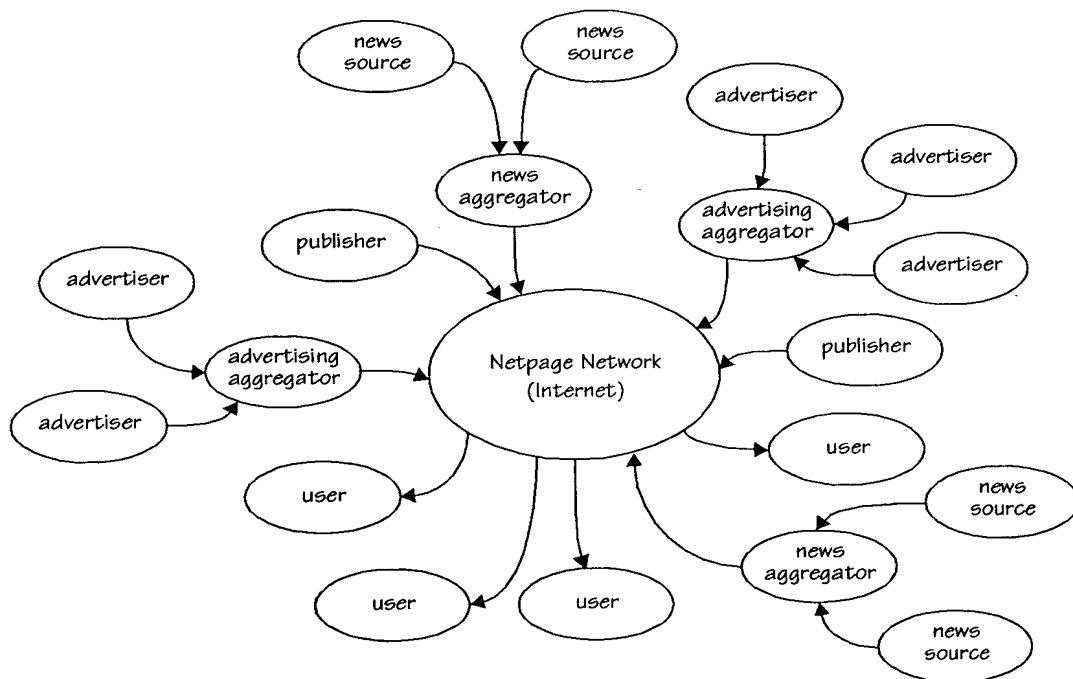 news
source
news
source
advertiser
advertiser
news
aggregator
advertising
aggregator
publisher
advertiser
advertiser
publisher
Netpage Network
(Internet)
advertising
aggregator
advertiser
user
user
news
source
news
aggregator
user
user
news
source